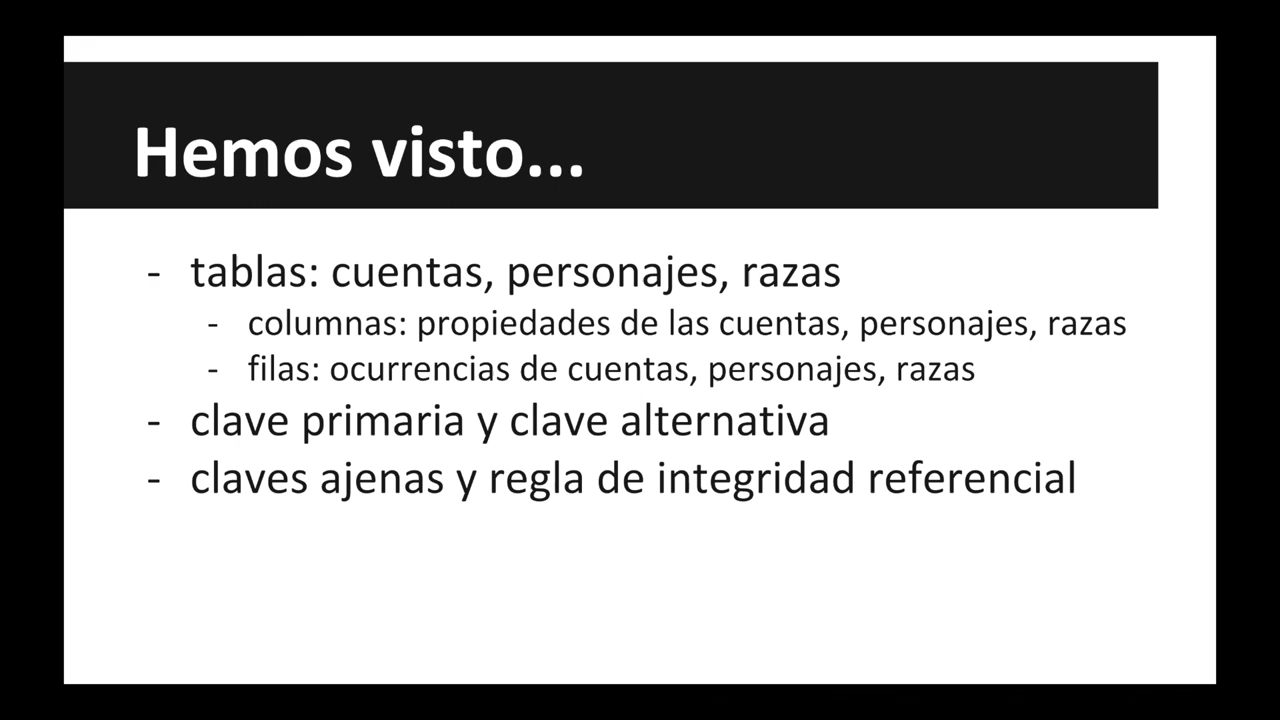 Hemos visto...
- tablas: cuentas, personajes, razas
- columnas: propiedades de las cuentas, personajes, razas
- filas: ocurrencias de cuentas, personajes, razas
- clave primaria y clave alternativa
- claves ajenas y regla de integridad referencial